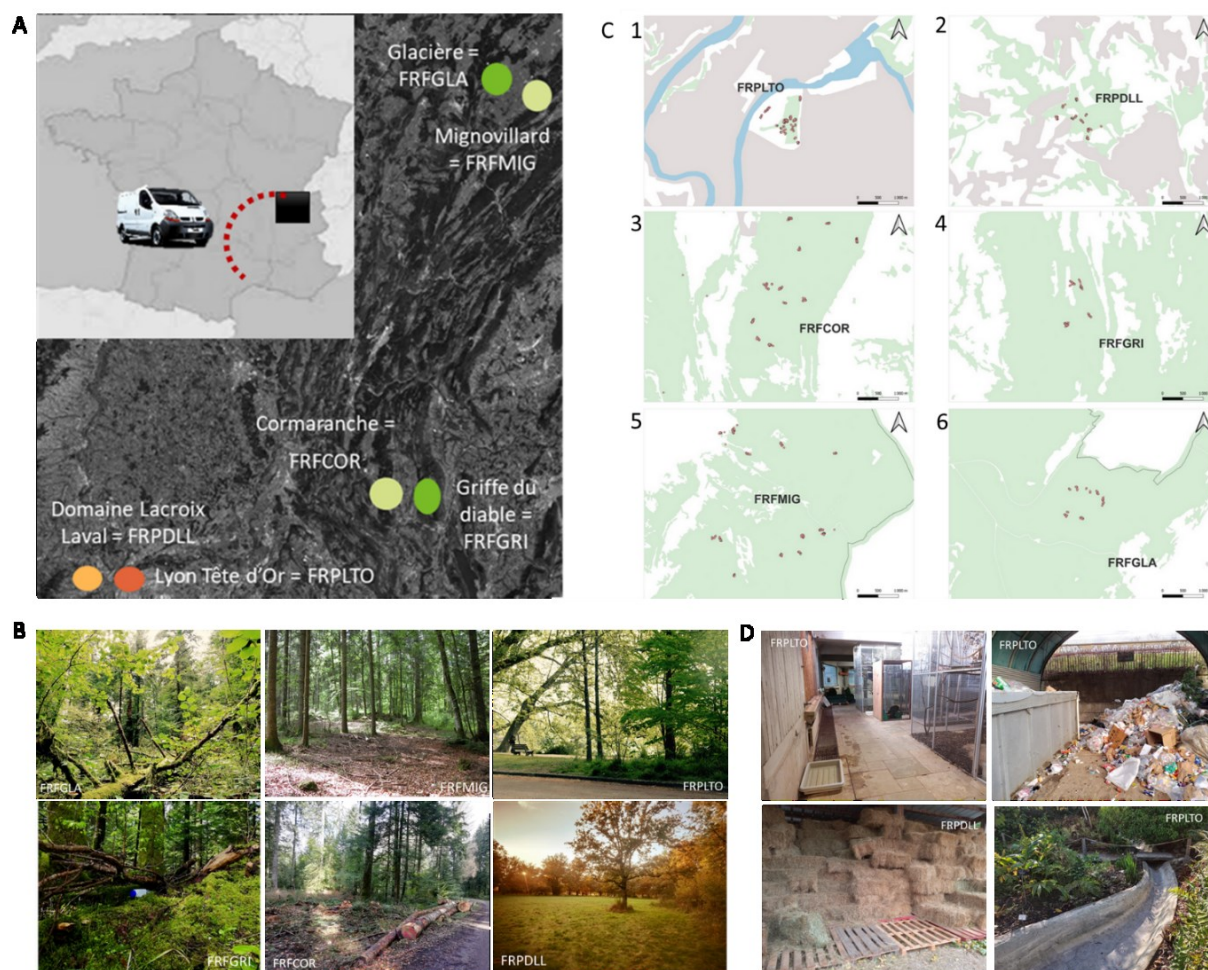 A
Glacière =
FRFGLA
Mignovillard
= FRFMIG
Cormaranche =
FRFCOR
Griffe du
diable =
FRFGRI
Domaine Lacroix
Laval = FRPDLL
Lyon Tête d'Or = FRPLTO
C
1
FRPLTO
2
FRPDLL
3
FRFCOR
4
FRFGRI
5
FRFMIG
6
FRFGLA
B
FRFGLA
FRFMIG
FRPLTO
FRFGRI
FRFCOR
FRPDLL
D
FRPLTO
FRPLTO
FRPDLL
FRPLTO